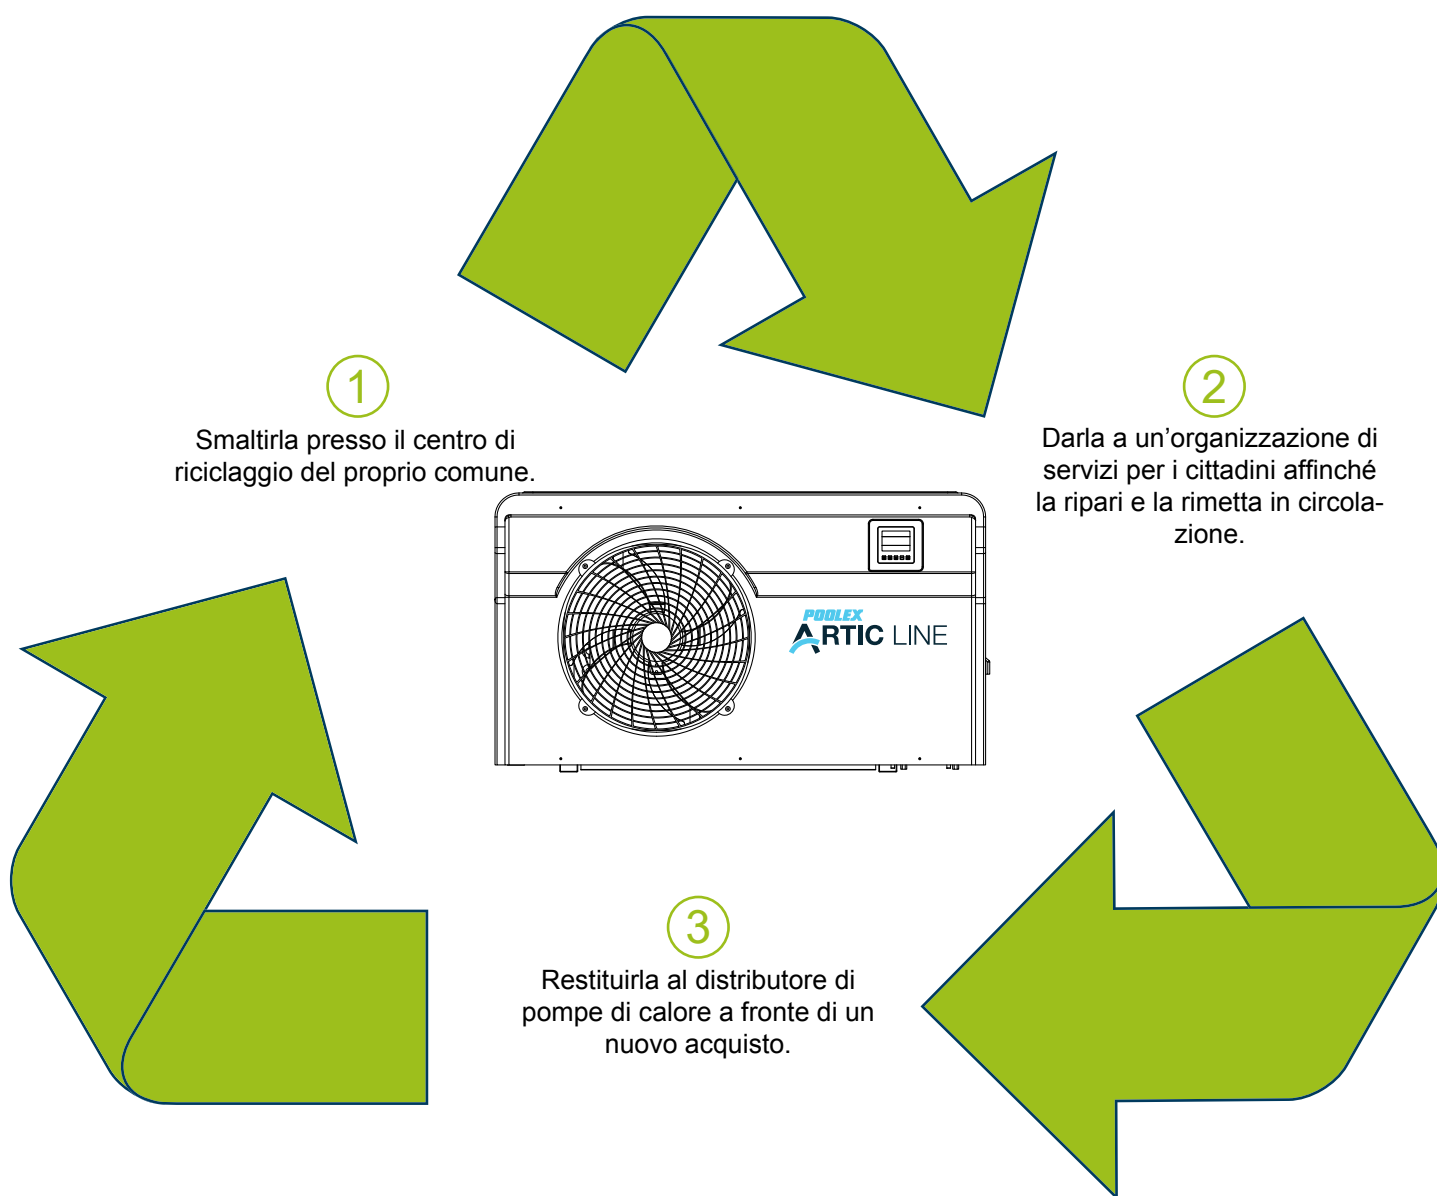 1
Smaltirla presso il centro di
riciclaggio del proprio comune.
2
Darla a un’organizzazione di
servizi per i cittadini affinché
la ripari e la rimetta in circola-
zione.
POOLEX
ARTIC LINE
3
Restituirla al distributore di
pompe di calore a fronte di un
nuovo acquisto.